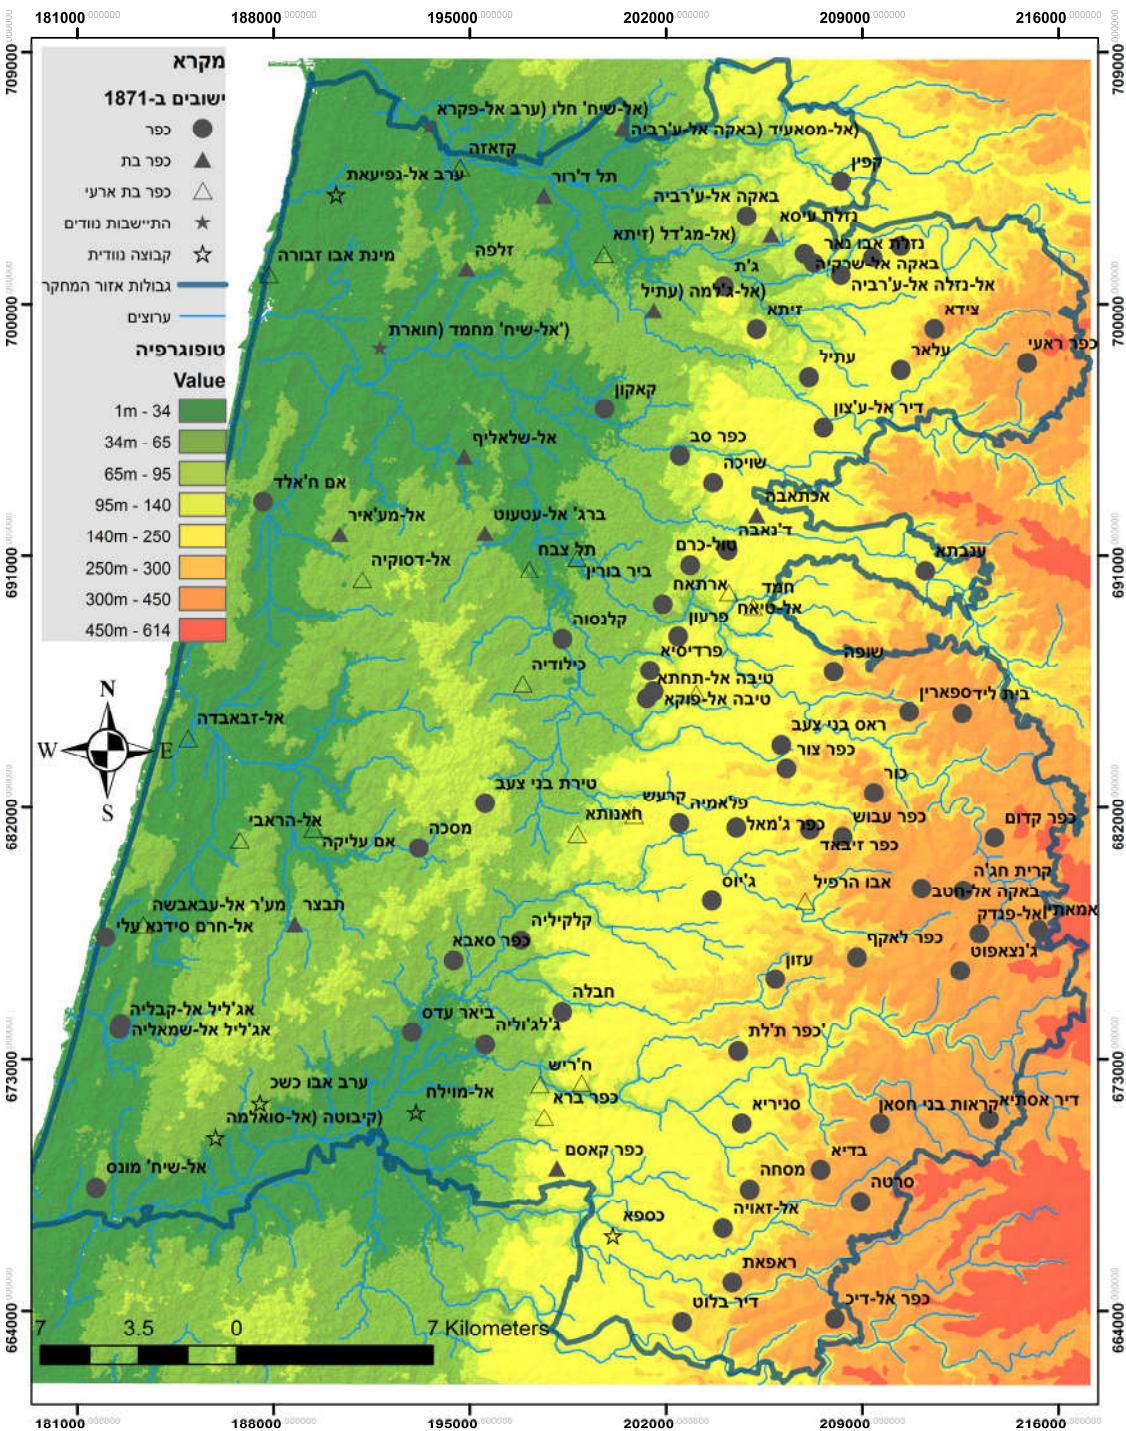 181000 188000 195000 202000 209000 216000
709000 700000 691000 682000 673000 664000
מקרא
ישובים ב-1871
כפר
כפר בת
כפר בת ארעי
התיישבות נוודים
קבוצה נוודית
גבולות אזור המחקר
ערוצים
טופוגרפיה
Value
1m - 34
34m - 65
65m - 95
95m - 140
140m - 250
250m - 300
300m - 450
450m - 614
אל-שיח' חלו (ערב אל-פקרא)
אל-מסאעיד (באקה אל-ע'רביה)
קזאזה
קפין
ערב אל-נפיעאת
תל ד'רור
באקה אל-ע'רביה
נזלת עיסא
אל-מג'דל (זיתא)
נזלת אבו נאר
זלפה
מינת אבו זבורה
ג'ת
באקה אל-שרקיה
אל-נזלה אל-ע'רביה
אל-ג'למה (עתיל)
זיתא
צידא
אל-שיח' מחמד (חוארת')
כפר ראעי
עתיל
עלאר
קאקון
דיר אל-ע'צון
אל-שלאליף
כפר סב
שויכה
אם ח'אלד
אכתאבה
אל-מע'איר
ברג' אל-עטעוט
ד'נאבה
טול-כרם
ענבתא
תל צבח
אל-דסוקיה
ביר בורין
ארתאח
חמד
אל-טיאח
קלנסוה
פרעון
פרדיסיא
שופה
כילודיה
טיבה אל-תחתא
טיבה אל-פוקא
בית ליד
ספארין
אל-זבאבדה
ראס בני צעב
כפר צור
כור
טירת בני צעב
קרעש
פלאמיה
חאנותא
כפר ג'מאל
כפר עבוש
כפר קדום
אל-הראבי
אם עליקה
מסכה
כפר זיבאד
קרית חג'ה
באקה אל-חטב
ג'יוס
אבו הרפיל
מע'ר אל-עבאבשה
תבצר
אל-פנדק
אמאתין
אל-חרם סידנא עלי
קלקיליה
כפר סאבא
כפר לאקף
ג'נצאפוט
עזון
חבלה
אג'ליל אל-קבליה
אג'ליל אל-שמאליה
ביאר עדס
ג'לג'וליה
כפר ת'לת'
ח'ריש
ערב אבו כשכ
אל-מוילח
כפר ברא
אל-סואלמה (קיבוטה)
סניריא
קראות בני חסאן
דיר אסתיא
כפר קאסם
בדיא
אל-שיח' מונס
מסחה
סרטה
אל-זאויה
כספא
ראפאת
דיר בלוט
כפר אל-דיכ
N
W E
S
7 3.5 0 7 Kilometers
181000 188000 195000 202000 209000 216000